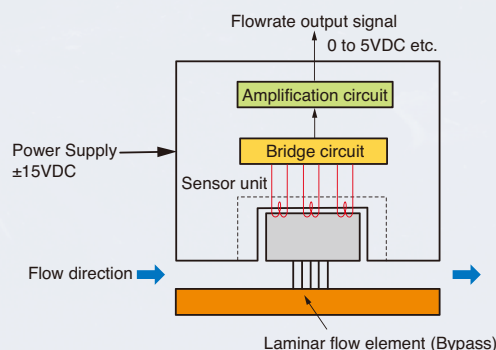 Flowrate output signal
0 to 5VDC etc.
Amplification circuit
Power Supply
±15VDC
Bridge circuit
Sensor unit
Flow direction
Laminar flow element (Bypass)